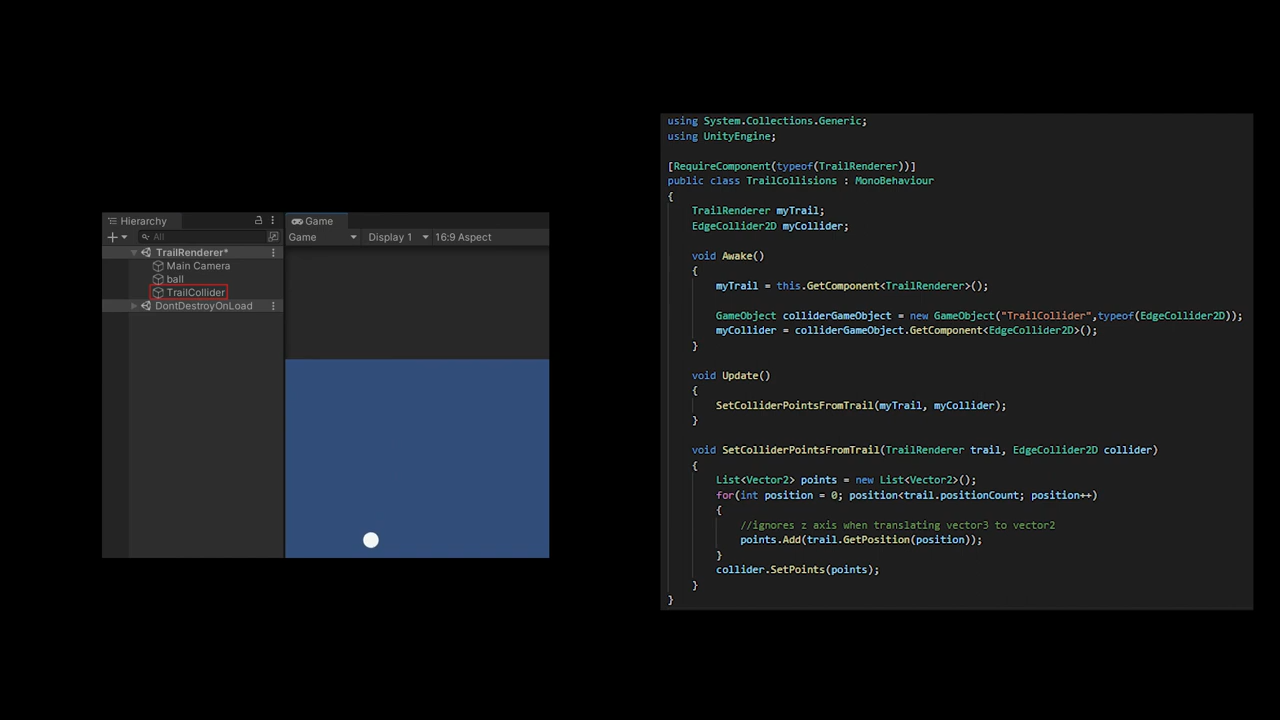 Hierarchy
All
TrailRenderer*
Main Camera
ball
TrailCollider
DontDestroyOnLoad
Game
Game Display 1 16:9 Aspect
using System.Collections.Generic;
using UnityEngine;
[RequireComponent(typeof(TrailRenderer))]
public class TrailCollisions : MonoBehaviour
{
TrailRenderer myTrail;
EdgeCollider2D myCollider;
void Awake()
{
myTrail = this.GetComponent<TrailRenderer>();
GameObject colliderGameObject = new GameObject("TrailCollider",typeof(EdgeCollider2D));
myCollider = colliderGameObject.GetComponent<EdgeCollider2D>();
}
void Update()
{
SetColliderPointsFromTrail(myTrail, myCollider);
}
void SetColliderPointsFromTrail(TrailRenderer trail, EdgeCollider2D collider)
{
List<Vector2> points = new List<Vector2>();
for(int position = 0; position<trail.positionCount; position++)
{
//ignores z axis when translating vector3 to vector2
points.Add(trail.GetPosition(position));
}
collider.SetPoints(points);
}
}